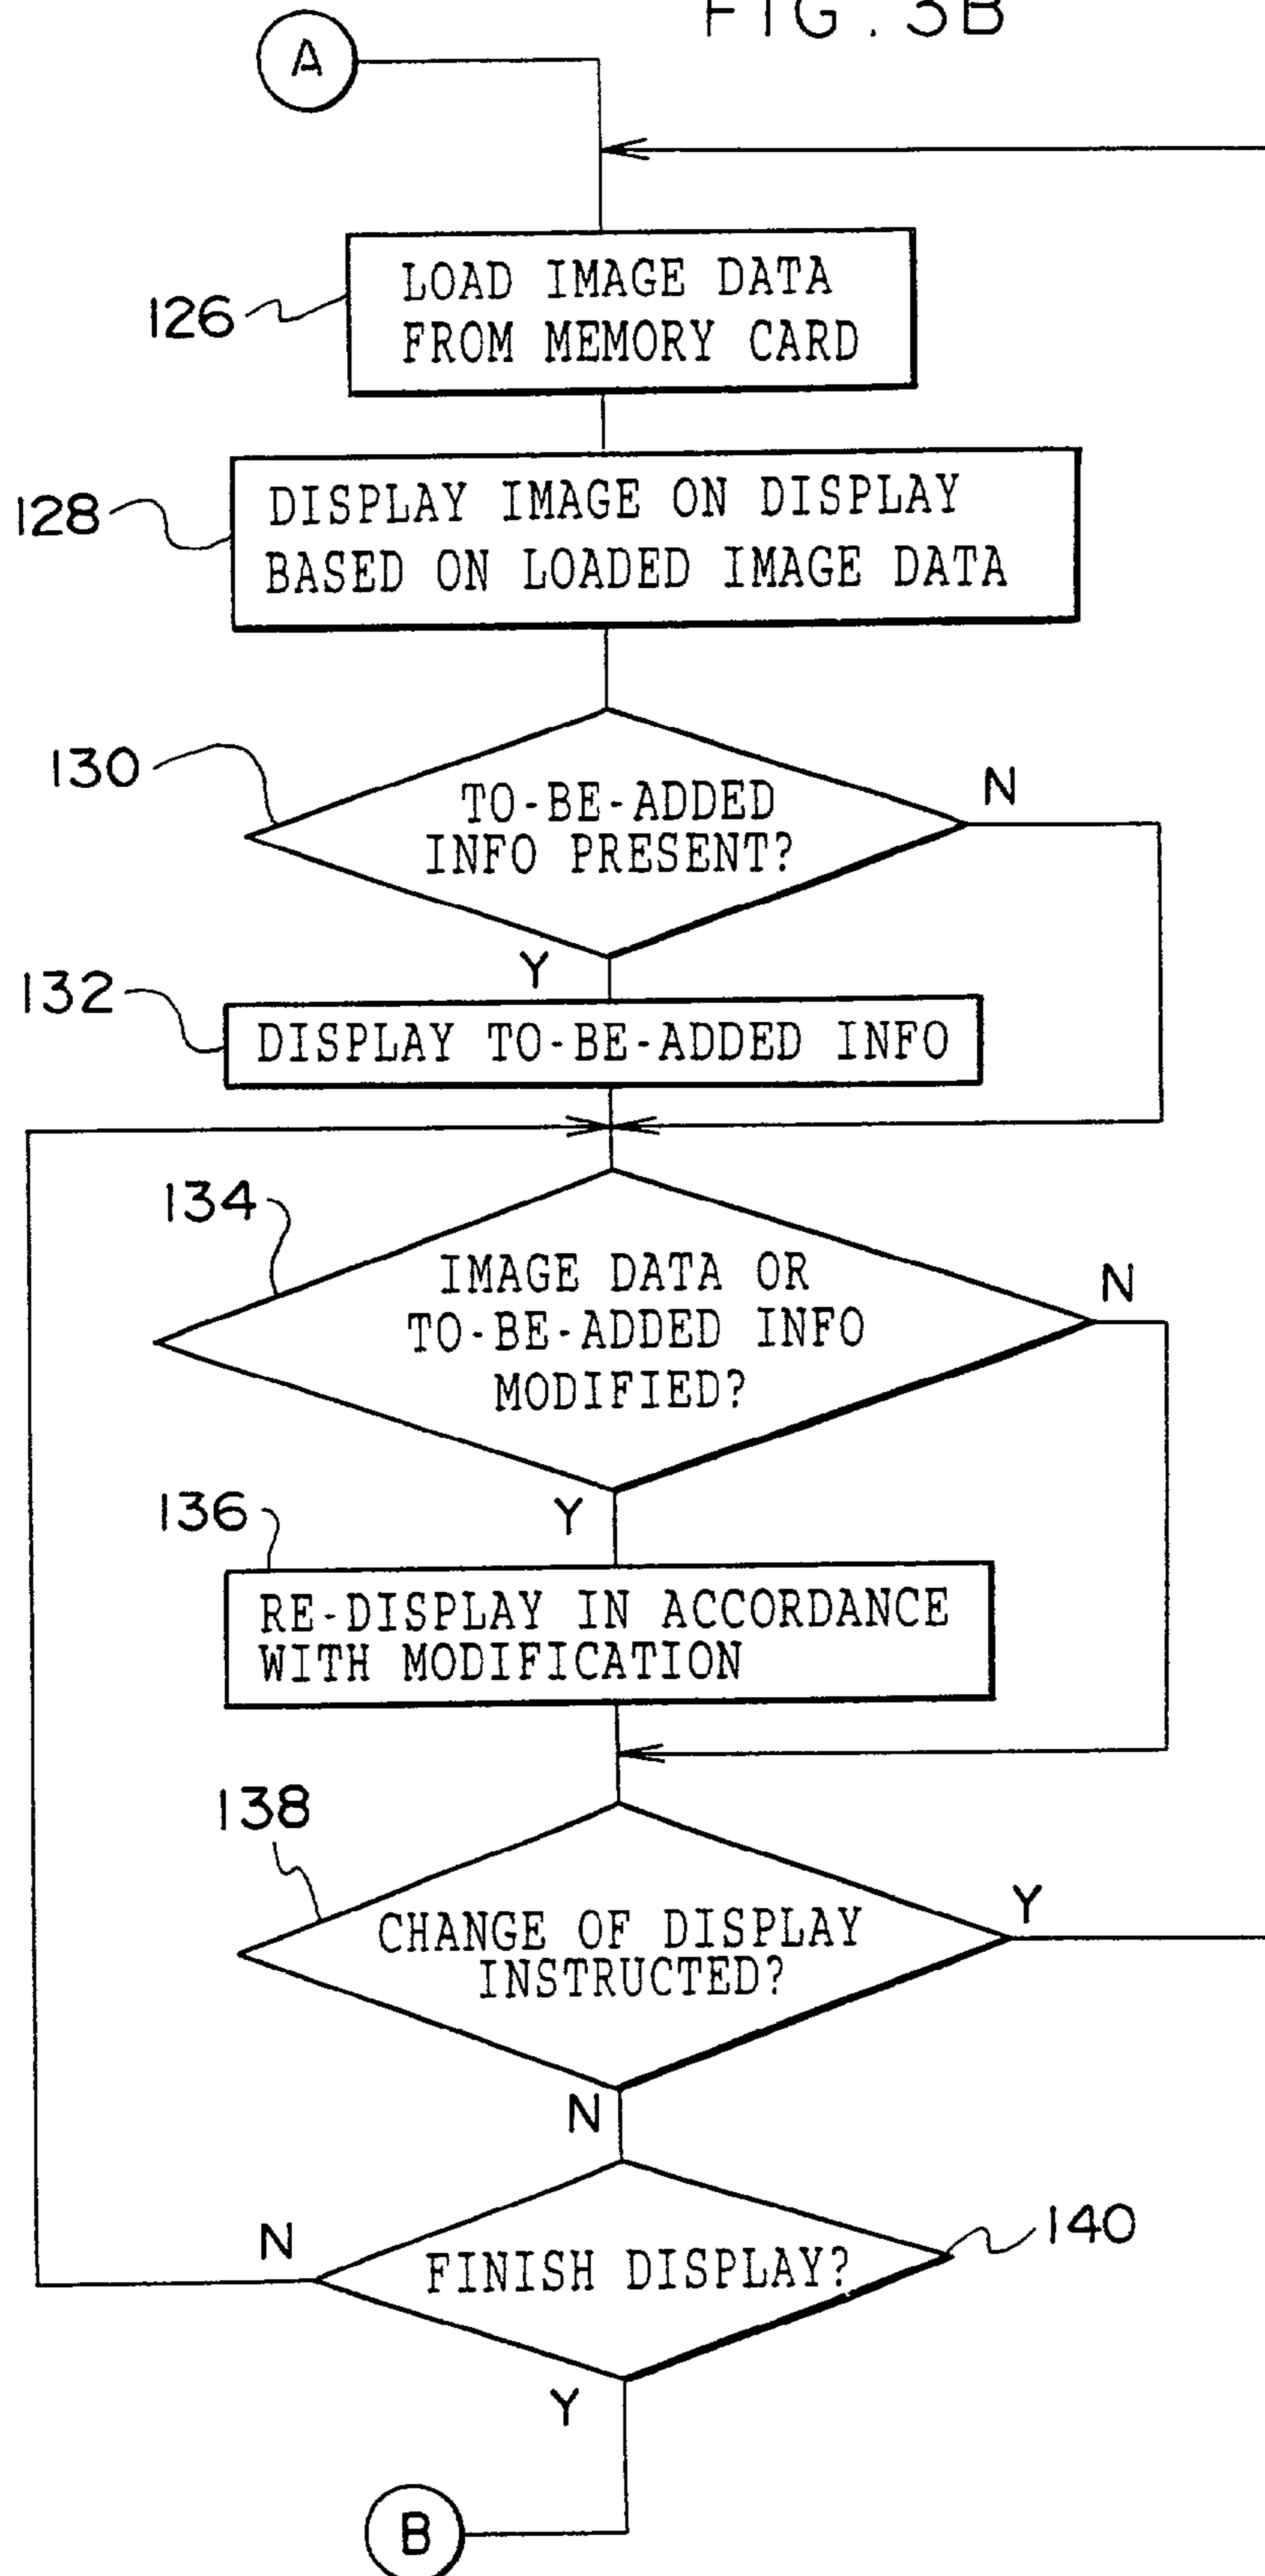 FIG. 3B
A
126
LOAD IMAGE DATA
FROM MEMORY CARD
128
DISPLAY IMAGE ON DISPLAY
BASED ON LOADED IMAGE DATA
130
TO-BE-ADDED
INFO PRESENT?
N
Y
132
DISPLAY TO-BE-ADDED INFO
134
IMAGE DATA OR
TO-BE-ADDED INFO
MODIFIED?
N
Y
136
RE-DISPLAY IN ACCORDANCE
WITH MODIFICATION
138
CHANGE OF DISPLAY
INSTRUCTED?
Y
N
140
FINISH DISPLAY?
N
Y
B